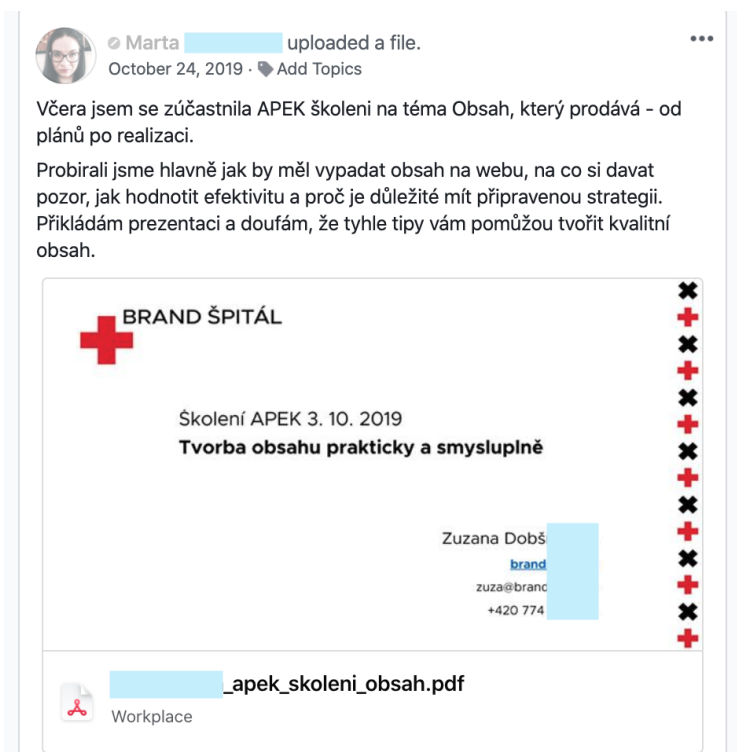 Marta uploaded a file.
October 24, 2019 · Add Topics
Včera jsem se zúčastnila APEK školeni na téma Obsah, který prodává - od
plánů po realizaci.
Probirali jsme hlavně jak by měl vypadat obsah na webu, na co si davat
pozor, jak hodnotit efektivitu a proč je důležité mít připravenou strategii.
Přikládám prezentaci a doufám, že tyhle tipy vám pomůžou tvořit kvalitní
obsah.
BRAND ŠPITÁL
Školení APEK 3. 10. 2019
Tvorba obsahu prakticky a smysluplně
Zuzana Dobš
brand
zuza@brand
+420 774
_apek_skoleni_obsah.pdf
Workplace